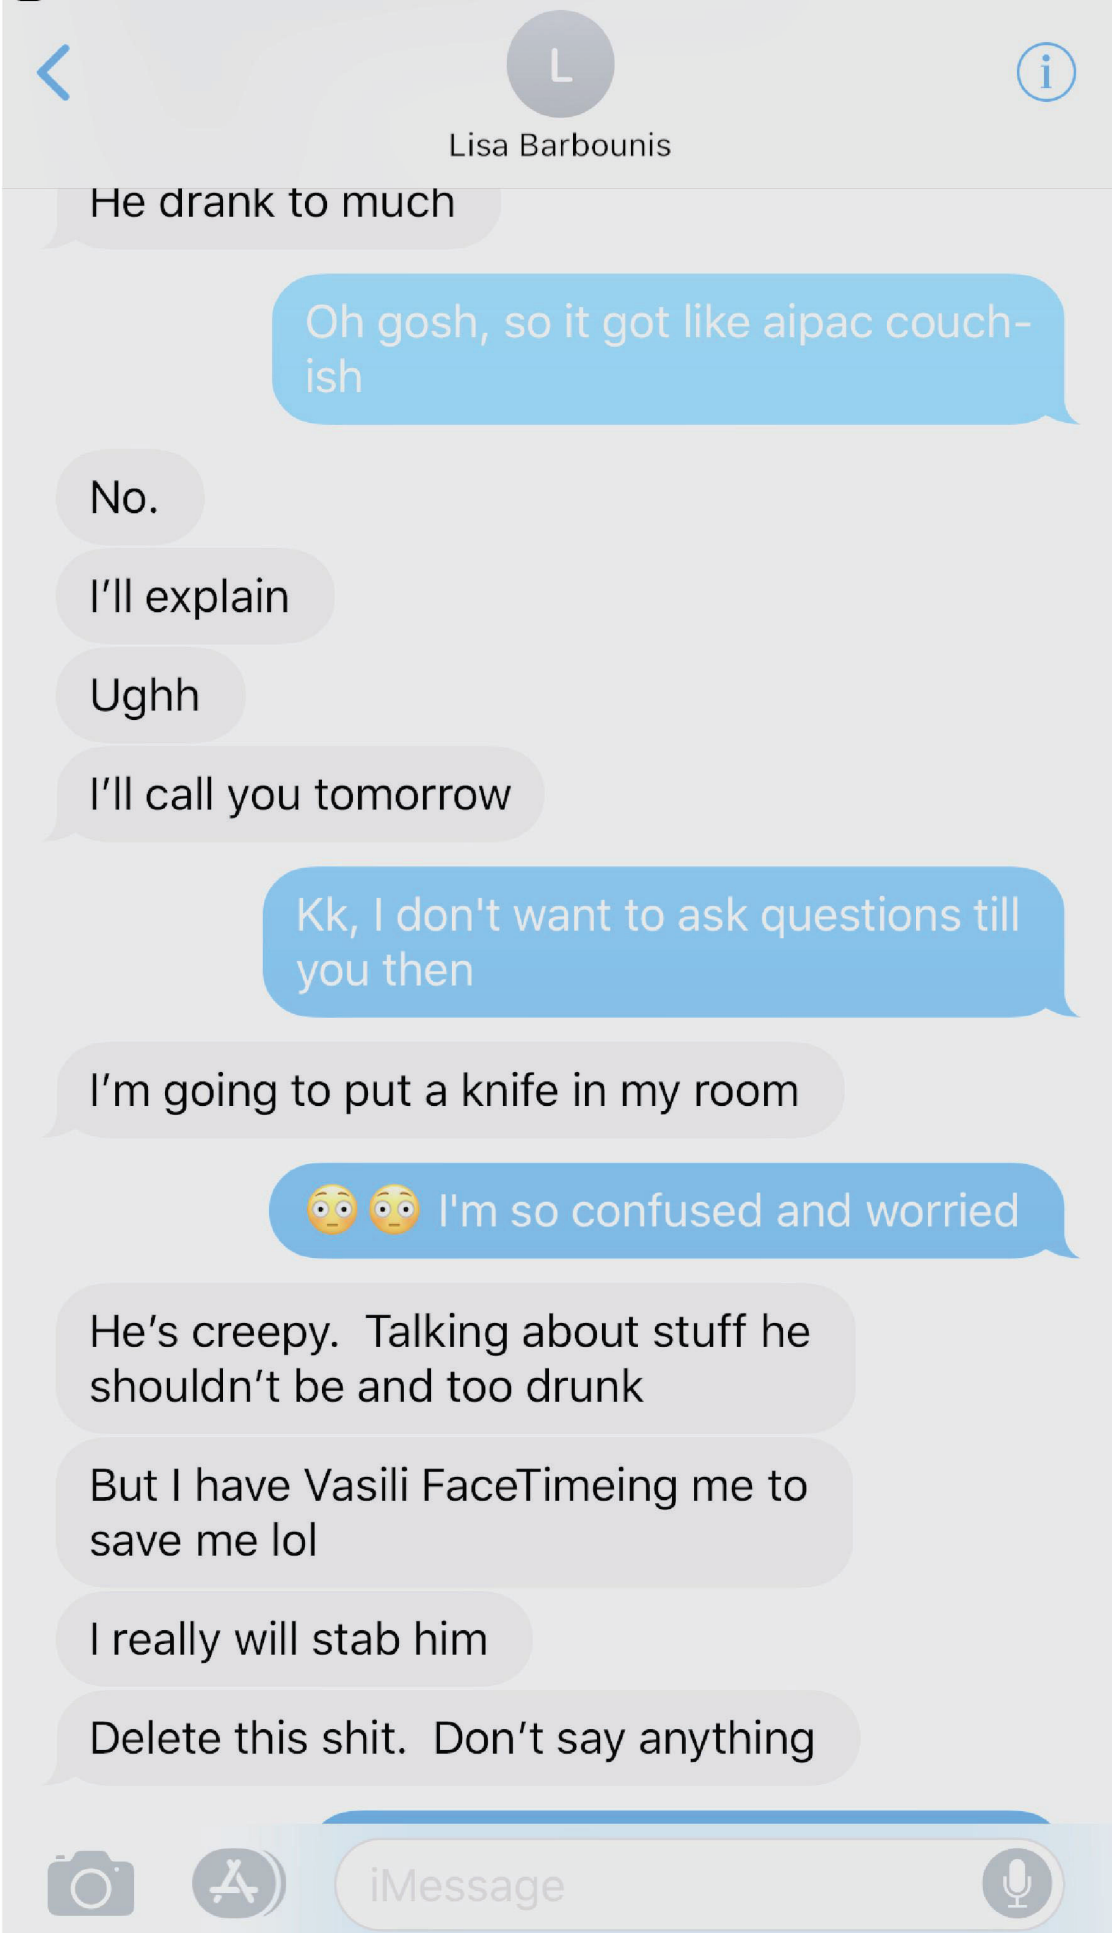 L
Lisa Barbounis
He drank to much
Oh gosh, so it got like aipac couch-
ish
No.
I'll explain
Ughh
I'll call you tomorrow
Kk, I don't want to ask questions till
you then
I'm going to put a knife in my room
😳 😳 I'm so confused and worried
He's creepy.  Talking about stuff he
shouldn't be and too drunk
But I have Vasili FaceTimeing me to
save me lol
I really will stab him
Delete this shit.  Don't say anything
iMessage